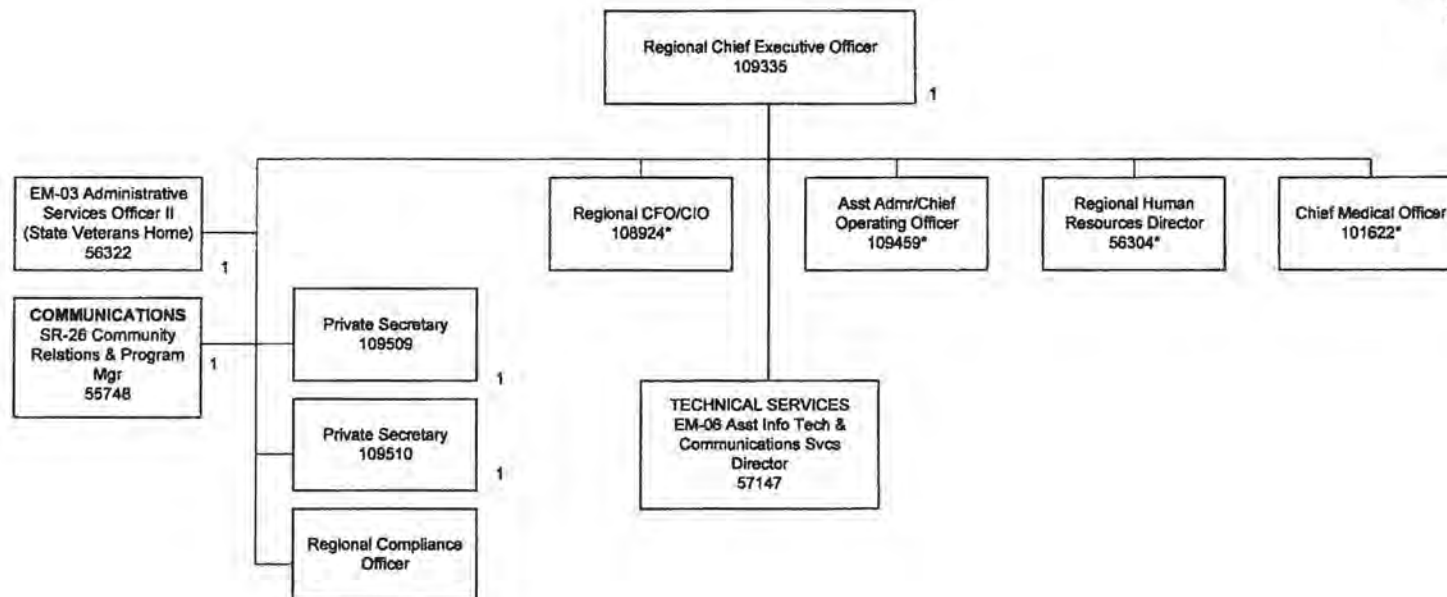 Regional Chief Executive Officer
109335
1
EM-03 Administrative
Services Officer II
(State Veterans Home)
56322
1
Regional CFO/CIO
108924*
Asst Admr/Chief
Operating Officer
109459*
Regional Human
Resources Director
56304*
Chief Medical Officer
101622*
COMMUNICATIONS
SR-26 Community
Relations & Program
Mgr
55748
1
Private Secretary
109509
1
Private Secretary
109510
1
Regional Compliance
Officer
TECHNICAL SERVICES
EM-06 Asst Info Tech &
Communications Svcs
Director
57147